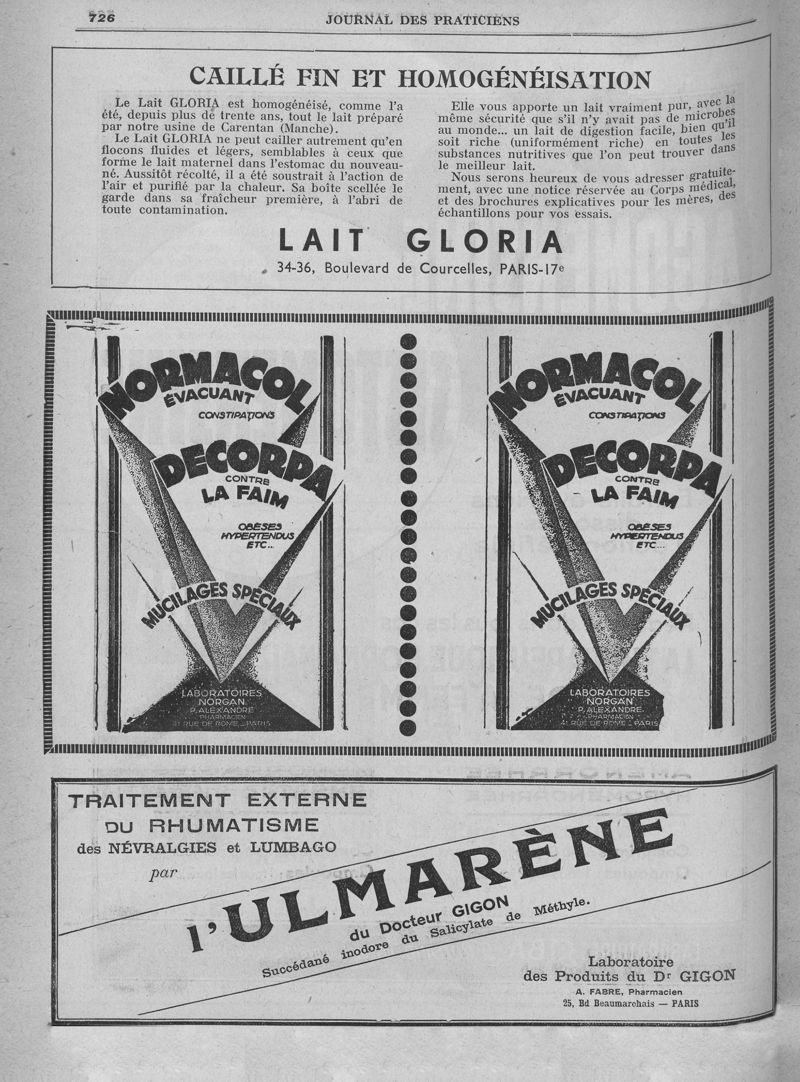 726
JOURNAL DES PRATICIENS
CAILLÉ FIN ET HOMOGÉNÉISATION
Le Lait GLORIA est homogénéisé, comme l'a
été, depuis plus de trente ans, tout le lait préparé
par notre usine de Carentan (Manche).
Le Lait GLORIA ne peut cailler autrement qu'en
flocons fluides et légers, semblables à ceux que
forme le lait maternel dans l'estomac du nouveau-
né. Aussitôt récolté, il a été soustrait à l'action de
l'air et purifié par la chaleur. Sa boîte scellée le
garde dans sa fraîcheur première, à l'abri de
toute contamination.
Elle vous apporte un lait vraiment pur, avec la
même sécurité que s'il n'y avait pas de microbes
au monde... un lait de digestion facile, bien qu'il
soit riche (uniformément riche) en toutes les
substances nutritives que l'on peut trouver dans
le meilleur lait.
Nous serons heureux de vous adresser gratuite-
ment, avec une notice réservée au Corps médical,
et des brochures explicatives pour les mères, des
échantillons pour vos essais.
LAIT GLORIA
34-36, Boulevard de Courcelles, PARIS-17e
NORMACOL
ÉVACUANT
CONSTIPATIONS
DECORPA
CONTRE
LA FAIM
OBÈSES
HYPERTENDUS
ETC...
MUCILAGES SPÉCIAUX
LABORATOIRES
NORGAN
P. ALEXANDRE
PHARMACIEN
41 RUE DE ROME _ PARIS
NORMACOL
ÉVACUANT
CONSTIPATIONS
DECORPA
CONTRE
LA FAIM
OBÈSES
HYPERTENDUS
ETC...
MUCILAGES SPÉCIAUX
LABORATOIRES
NORGAN
P. ALEXANDRE
PHARMACIEN
41 RUE DE ROME _ PARIS
TRAITEMENT EXTERNE
DU RHUMATISME
des NÉVRALGIES et LUMBAGO
par
l'ULMARÈNE
du Docteur GIGON
Succédané inodore du Salicylate de Méthyle.
Laboratoire
des Produits du Dr GIGON
A. FABRE, Pharmacien
25, Bd Beaumarchais — PARIS